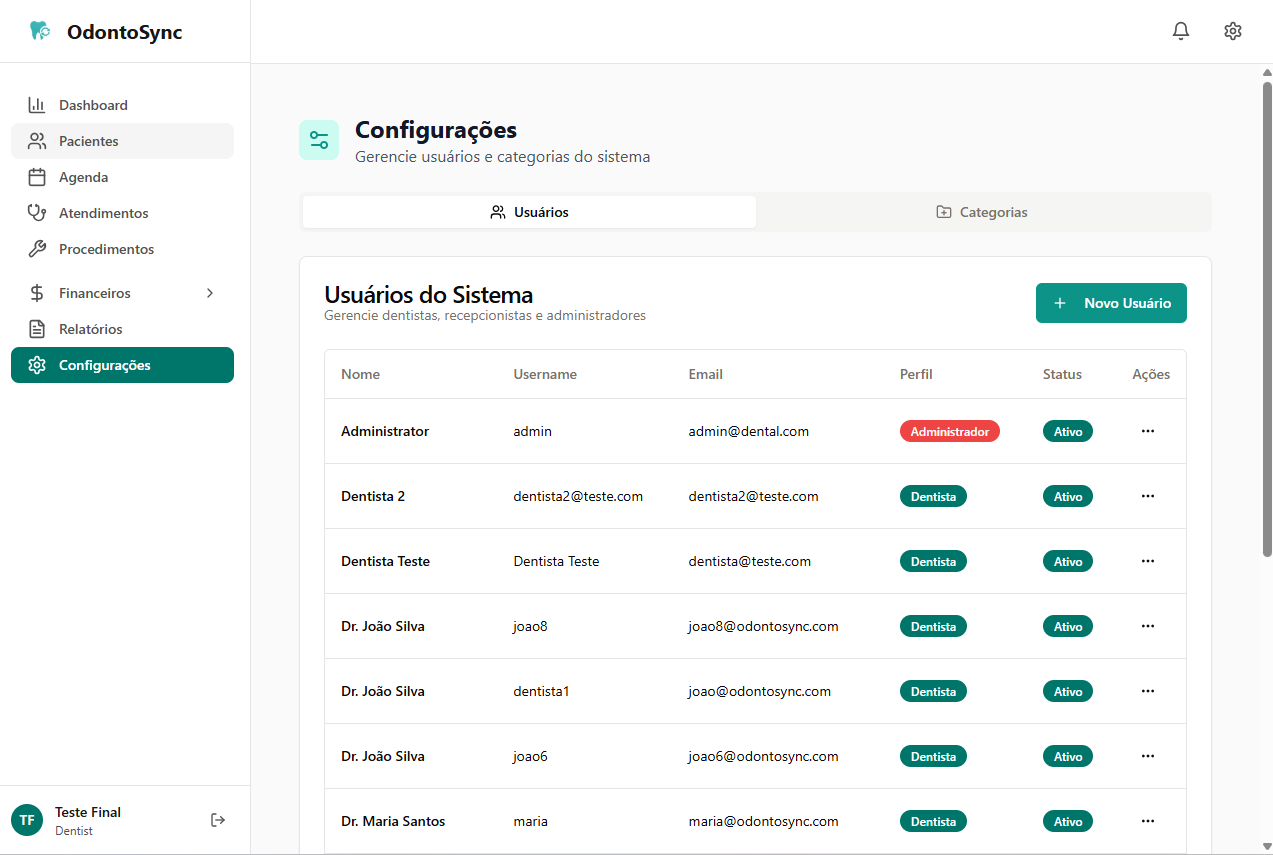 OdontoSync
Dashboard
Pacientes
Agenda
Atendimentos
Procedimentos
Financeiros
Relatórios
Configurações
Teste Final
TF
Dentist
Configurações
Gerencie usuários e categorias do sistema
Usuários Categorias
Usuários do Sistema
Gerencie dentistas, recepcionistas e administradores
+ Novo Usuário
Nome Username Email Perfil Status Ações
Administrator admin admin@dental.com Administrador Ativo ...
Dentista 2 dentista2@teste.com dentista2@teste.com Dentista Ativo ...
Dentista Teste Dentista Teste dentista@teste.com Dentista Ativo ...
Dr. João Silva joao8 joao8@odontosync.com Dentista Ativo ...
Dr. João Silva dentista1 joao@odontosync.com Dentista Ativo ...
Dr. João Silva joao6 joao6@odontosync.com Dentista Ativo ...
Dr. Maria Santos maria maria@odontosync.com Dentista Ativo ...